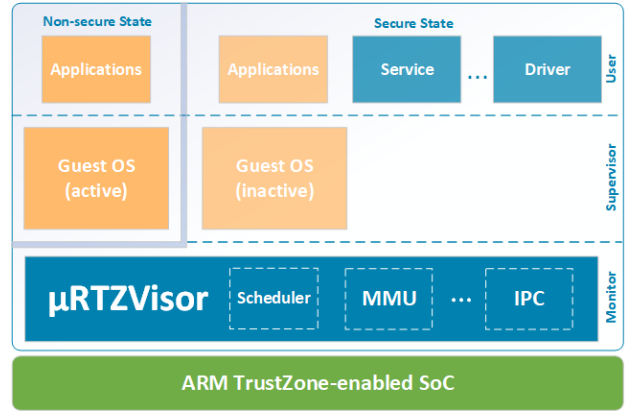 Non-secure State
Secure State
Applications
Applications
Service
...
Driver
User
Guest OS
(active)
Guest OS
(inactive)
Supervisor
µRTZVisor
Scheduler
MMU
...
IPC
Monitor
ARM TrustZone-enabled SoC